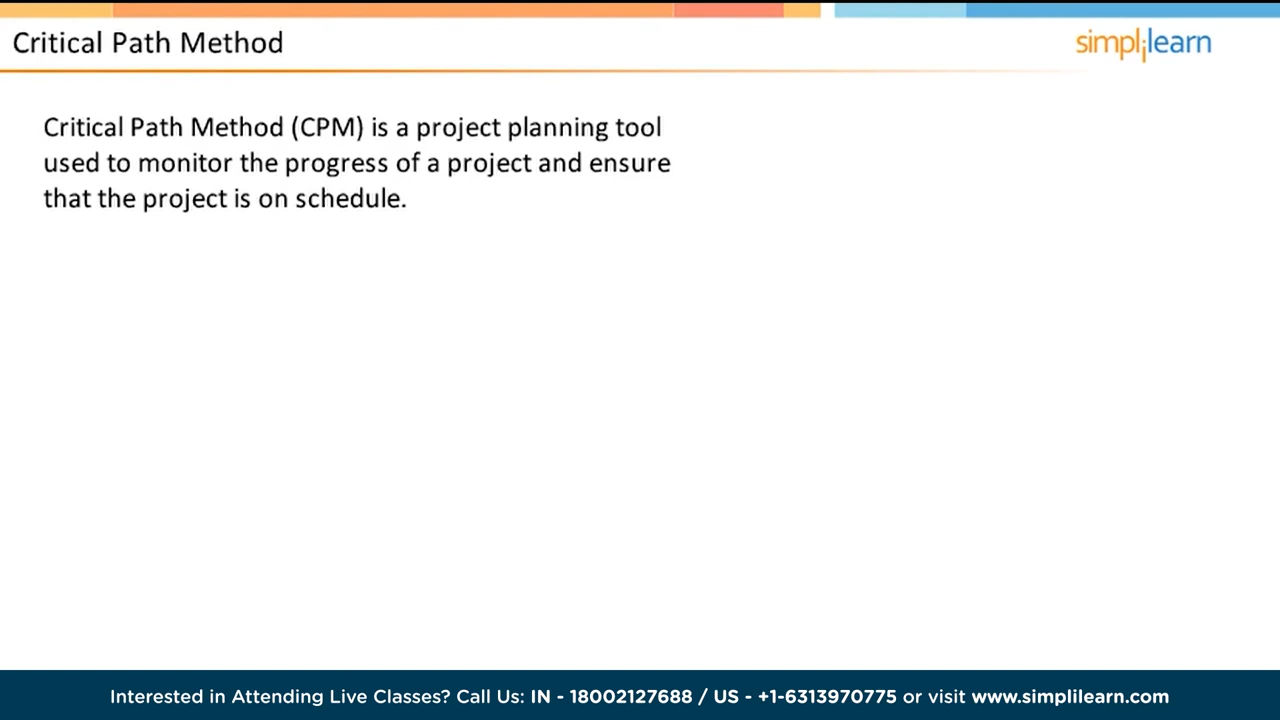 Critical Path Method
simplilearn
Critical Path Method (CPM) is a project planning tool
used to monitor the progress of a project and ensure
that the project is on schedule.
Interested in Attending Live Classes? Call Us: IN - 18002127688 / US - +1-6313970775 or visit www.simplilearn.com